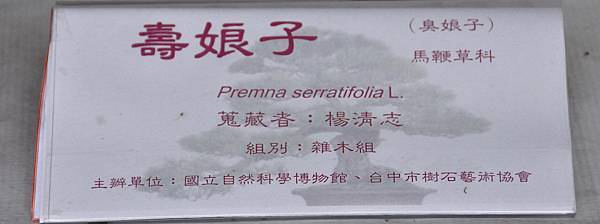 壽娘子
（臭娘子）
馬鞭草科
Premna serratifolia L.
蒐藏者：楊清志
組別：雜木組
主辦單位：國立自然科學博物館、台中市樹石藝術協會